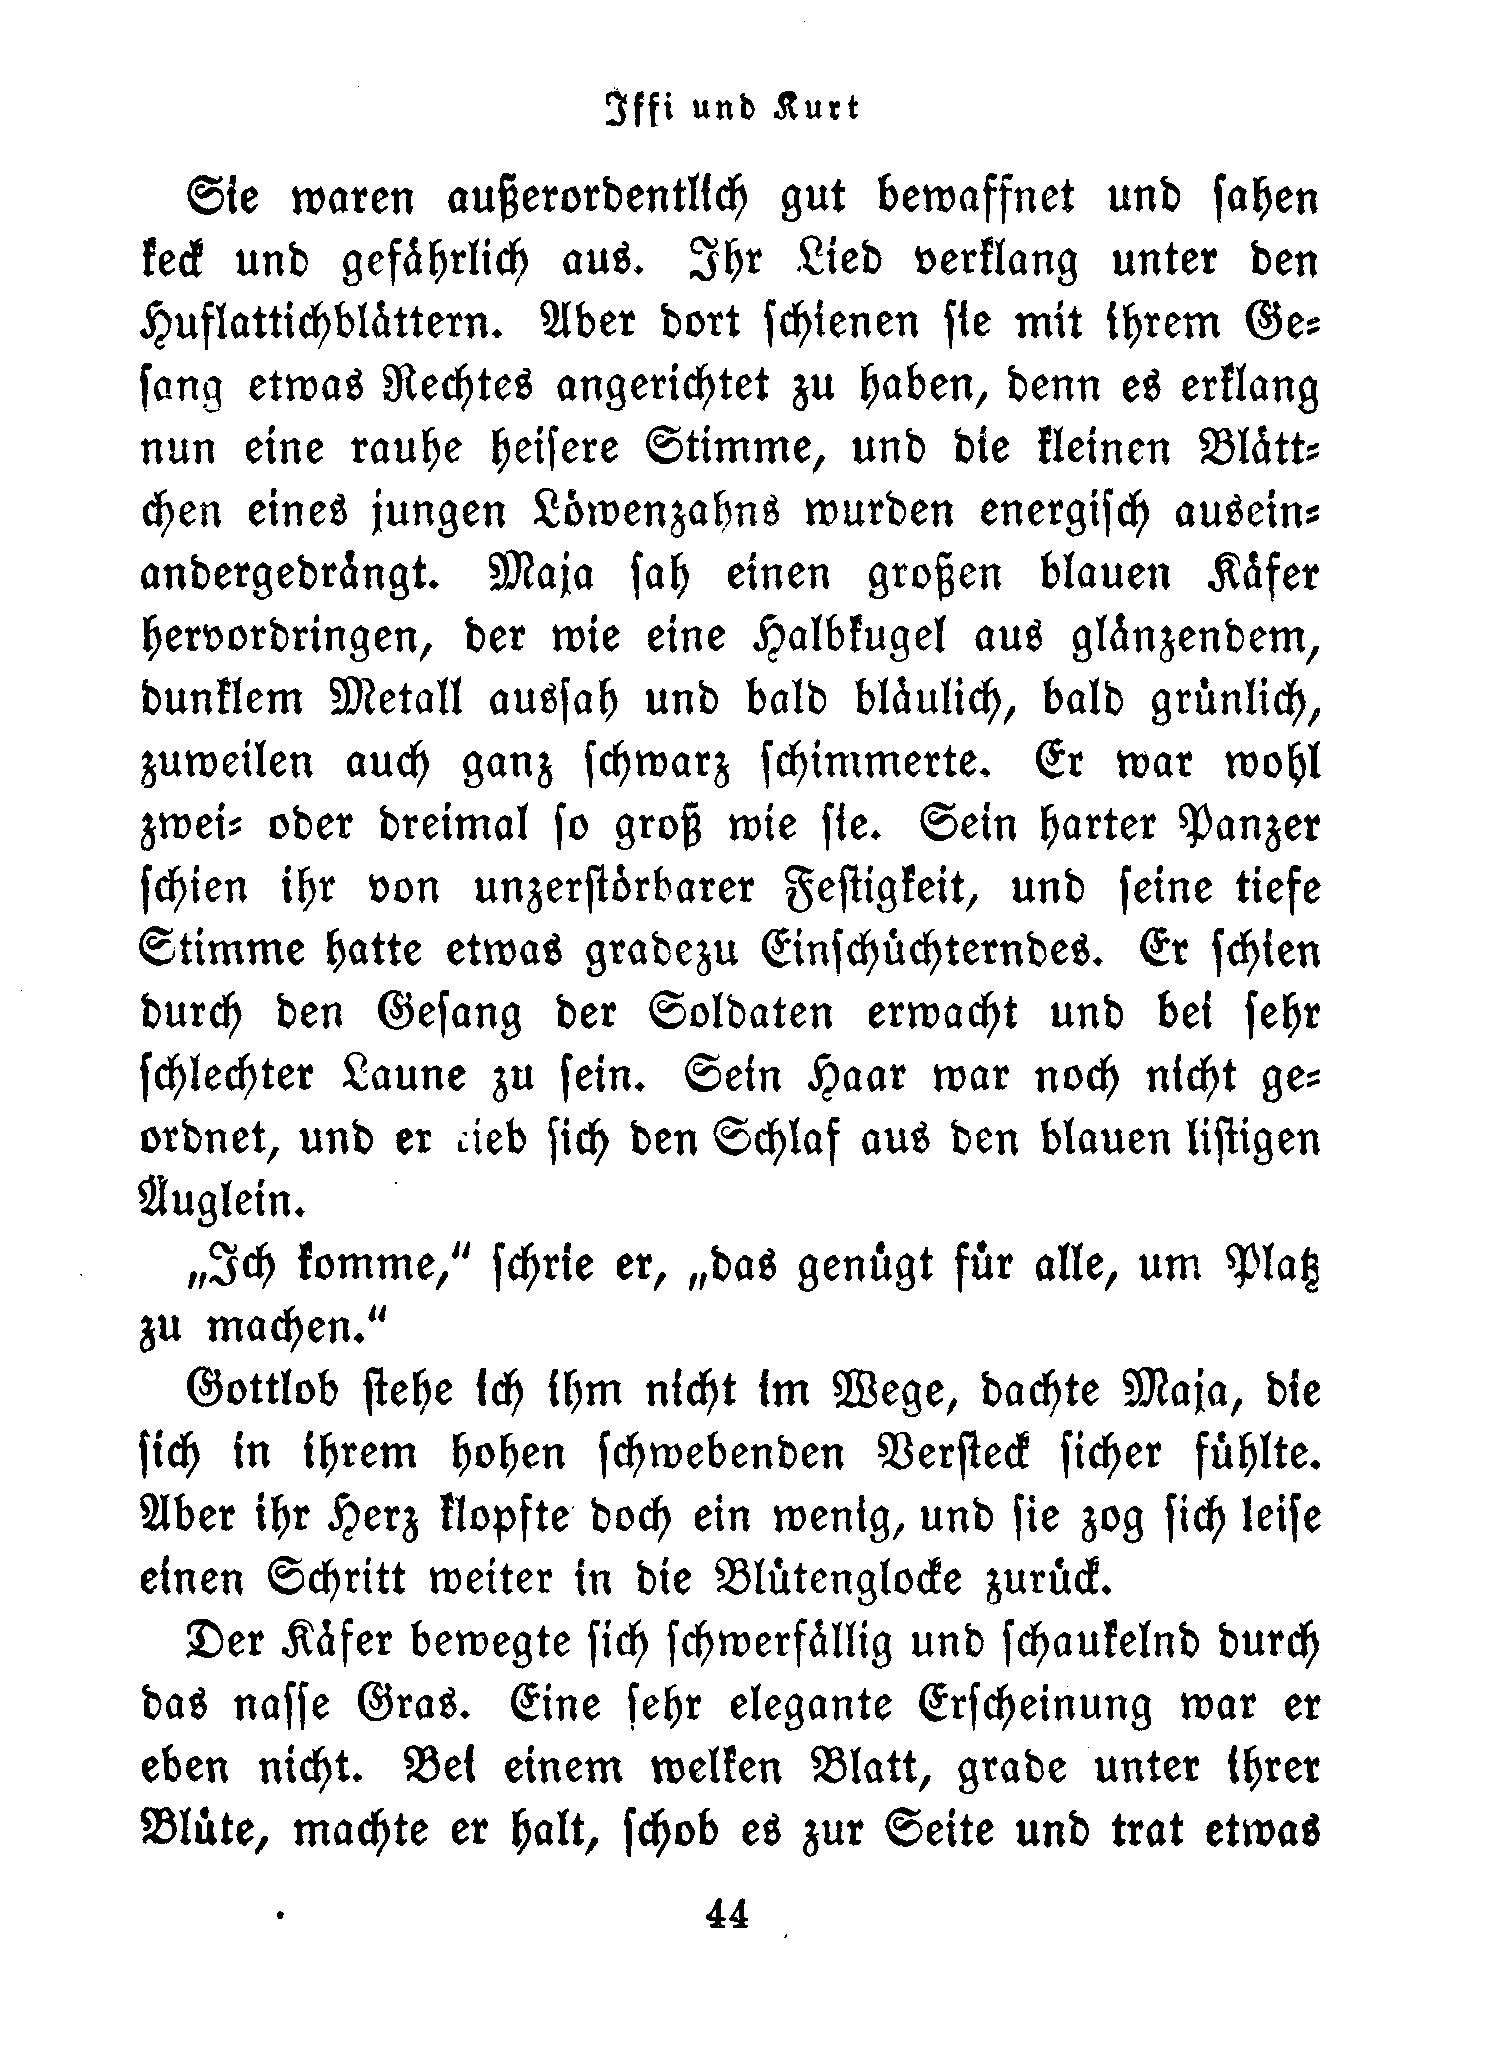 Iffi und Kurt
Sie waren außerordentlich gut bewaffnet und sahen
keck und gefährlich aus. Ihr Lied verklang unter den
Huflattichblättern. Aber dort schienen sie mit ihrem Ge-
sang etwas Rechtes angerichtet zu haben, denn es erklang
nun eine rauhe heisere Stimme, und die kleinen Blätt-
chen eines jungen Löwenzahns wurden energisch ausein-
andergedrängt. Maja sah einen großen blauen Käfer
hervordringen, der wie eine Halbkugel aus glänzendem,
dunklem Metall aussah und bald bläulich, bald grünlich,
zuweilen auch ganz schwarz schimmerte. Er war wohl
zwei- oder dreimal so groß wie sie. Sein harter Panzer
schien ihr von unzerstörbarer Festigkeit, und seine tiefe
Stimme hatte etwas gradezu Einschüchterndes. Er schien
durch den Gesang der Soldaten erwacht und bei sehr
schlechter Laune zu sein. Sein Haar war noch nicht ge-
ordnet, und er rieb sich den Schlaf aus den blauen listigen
Äuglein.
„Ich komme,“ schrie er, „das genügt für alle, um Platz
zu machen.“
Gottlob stehe ich ihm nicht im Wege, dachte Maja, die
sich in ihrem hohen schwebenden Versteck sicher fühlte.
Aber ihr Herz klopfte doch ein wenig, und sie zog sich leise
einen Schritt weiter in die Blütenglocke zurück.
Der Käfer bewegte sich schwerfällig und schaukelnd durch
das nasse Gras. Eine sehr elegante Erscheinung war er
eben nicht. Bei einem welken Blatt, grade unter ihrer
Blüte, machte er halt, schob es zur Seite und trat etwas
44